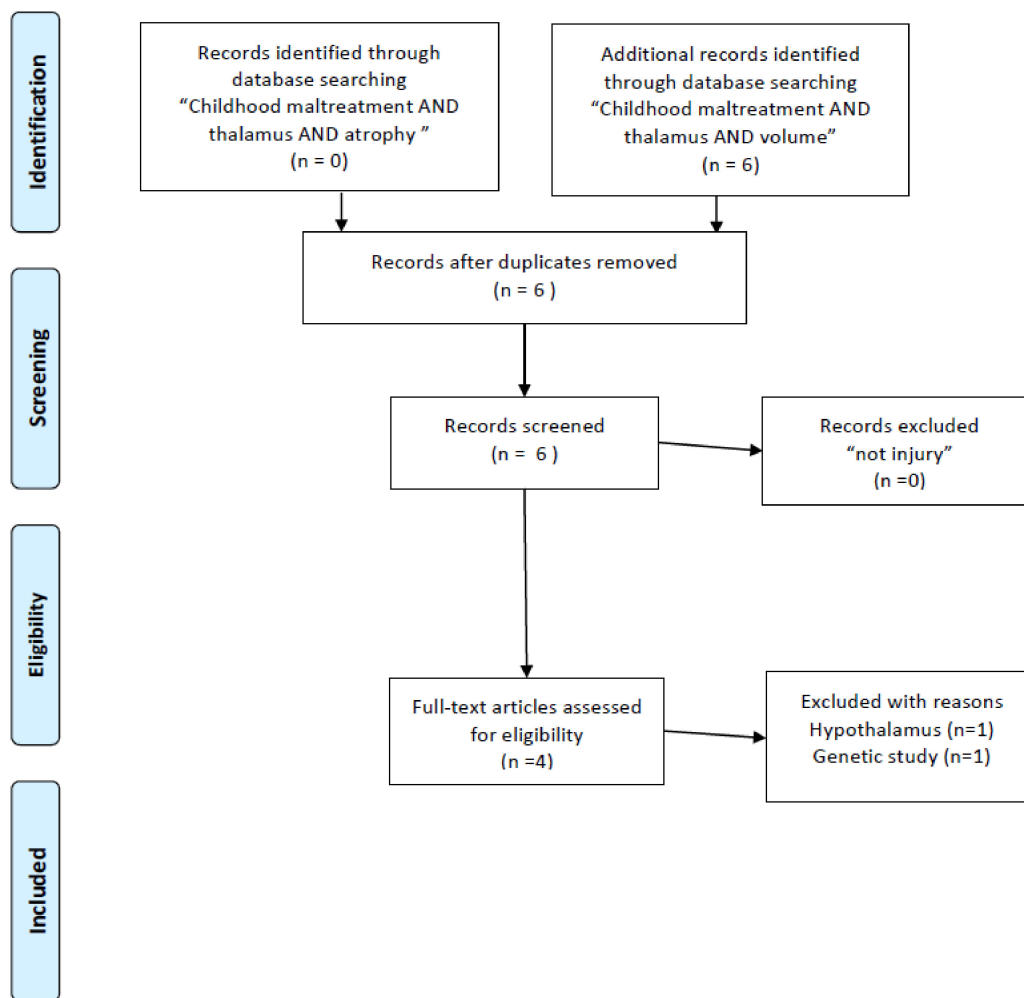 Identification
Records identified through
database searching
“Childhood maltreatment AND
thalamus AND atrophy ”
(n = 0)
Additional records identified
through database searching
“Childhood maltreatment AND
thalamus AND volume”
(n = 6)
Records after duplicates removed
(n = 6 )
Screening
Records screened
(n =  6 )
Records excluded
“not injury”
(n =0)
Eligibility
Full-text articles assessed
for eligibility
(n =4)
Excluded with reasons
Hypothalamus (n=1)
Genetic study (n=1)
Included